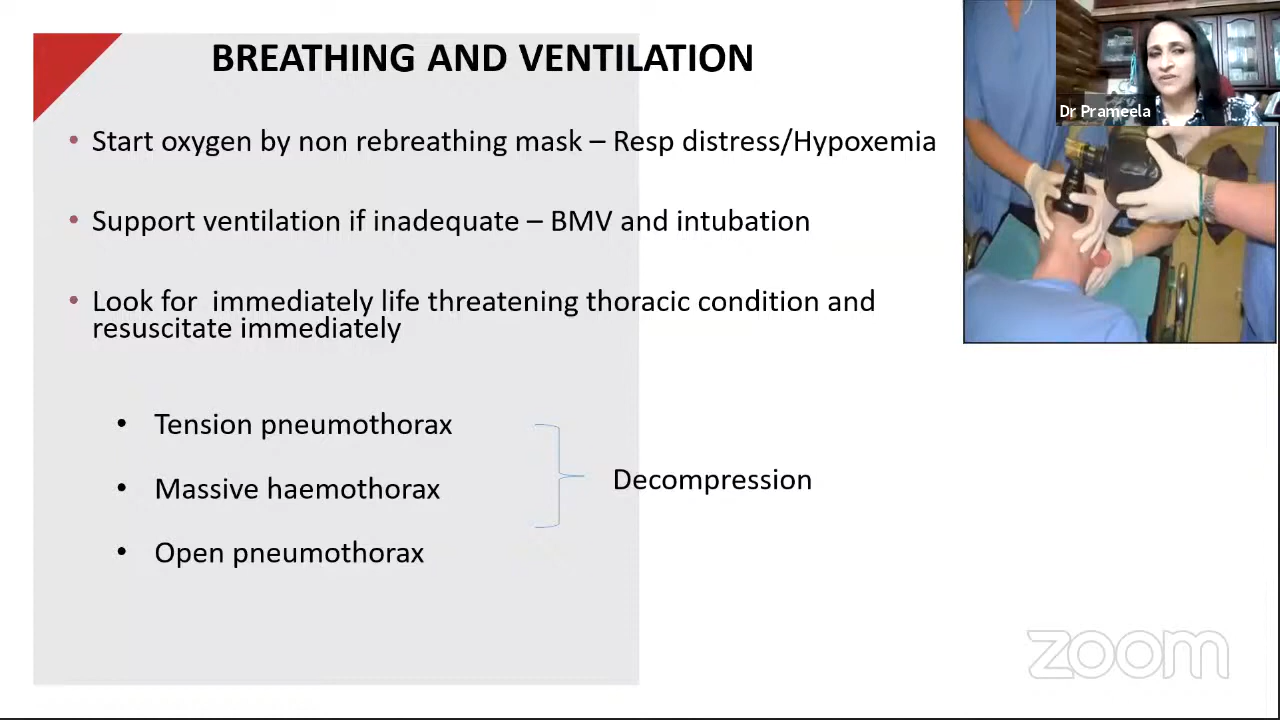 BREATHING AND VENTILATION
Dr Prameela
• Start oxygen by non rebreathing mask – Resp distress/Hypoxemia
• Support ventilation if inadequate – BMV and intubation
• Look for immediately life threatening thoracic condition and
resuscitate immediately
• Tension pneumothorax
• Massive haemothorax
Decompression
• Open pneumothorax
zoom